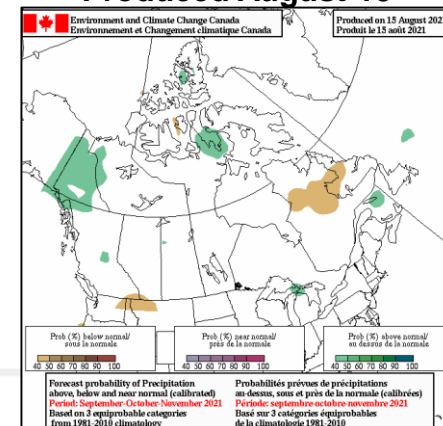 Environment and Climate Change Canada
Environnement et Changement climatique Canada
Produced on 15 August 202
Produit le 15 août 2021
Prob (%) below normal/
sous la normale
40 50 60 70 80 90 100
Prob (%) near normal/
près de la normale
40 50 60 70 80 90 100
Prob (%) above normal/
au dessus de la normale
40 50 60 70 80 90 100
Forecast probability of Precipitation
above, below and near normal (calibrated)
Period: September-October-November 2021
Based on 3 equiprobable categories
from 1981-2010 climatology
Probabilités prévues de précipitations
au-dessus, sous et près de la normale (calibrées)
Période: septembre-octobre-novembre 2021
Basé sur 3 catégories équiprobables
de la climatologie 1981-2010